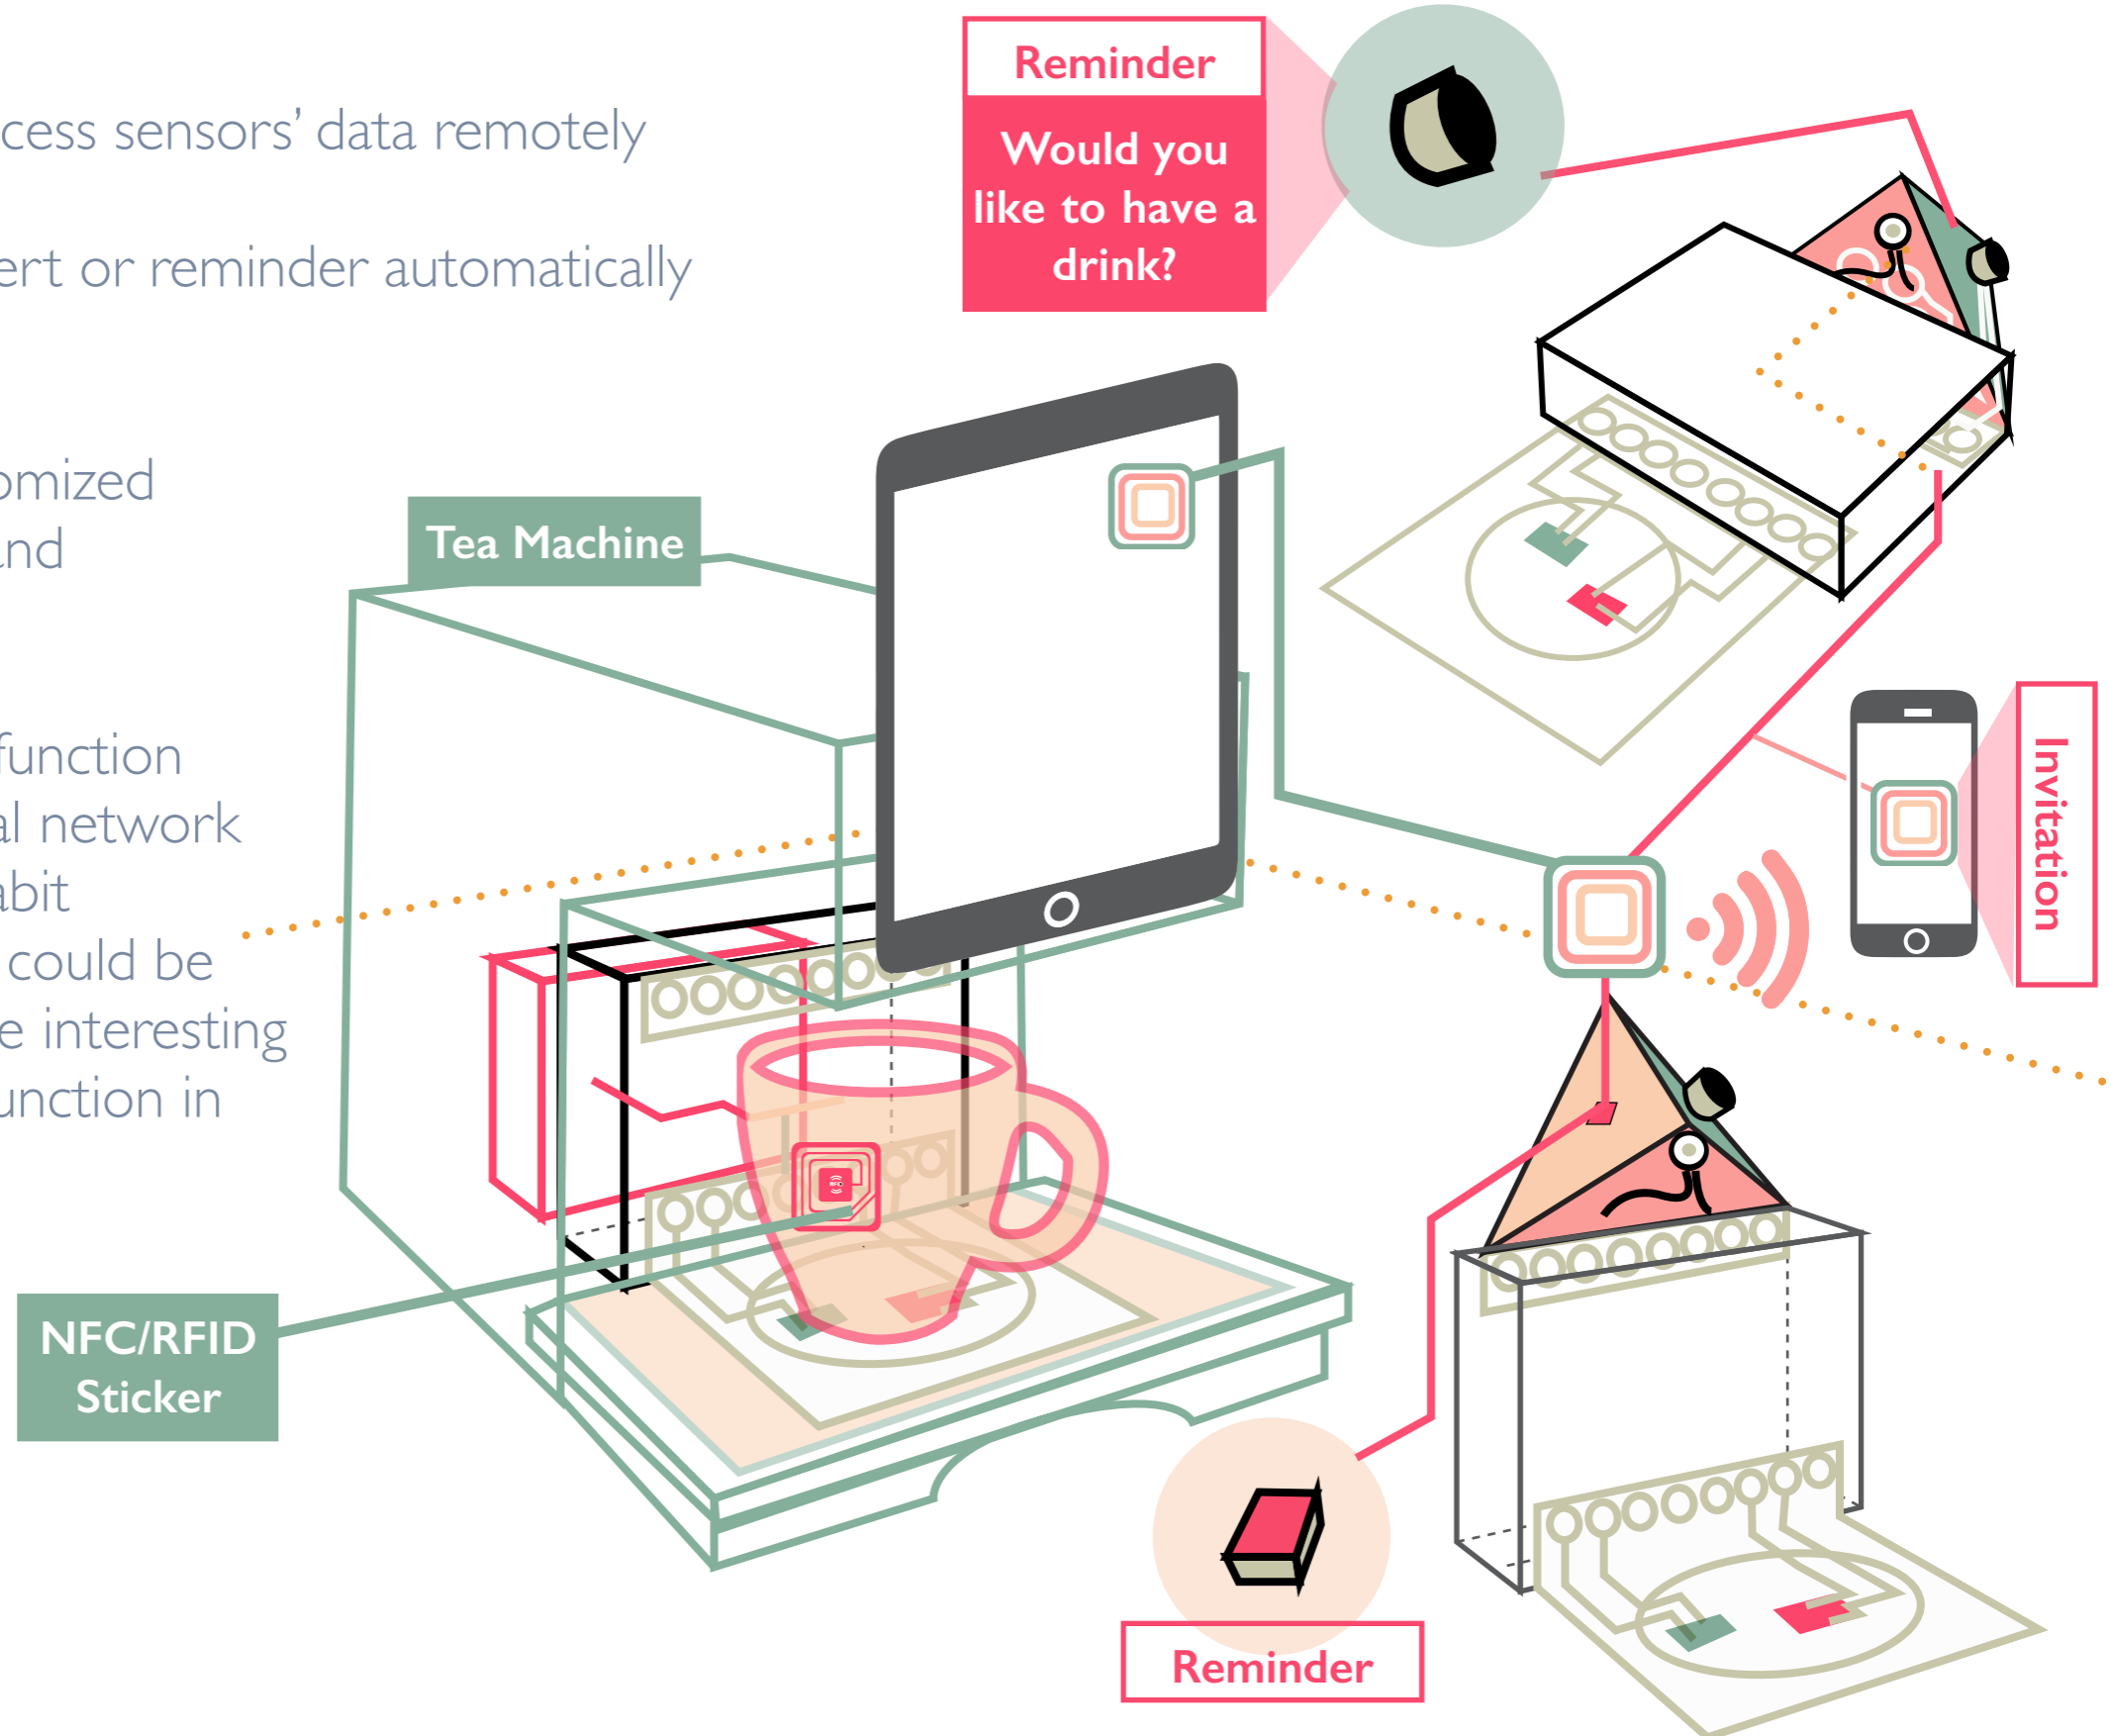 cess sensors’ data remotely
ert or reminder automatically
omized
nd
function
al network
abit
could be
e interesting
unction in
Reminder
Would you
like to have a
drink?
Tea Machine
Invitation
NFC/RFID
Sticker
Reminder